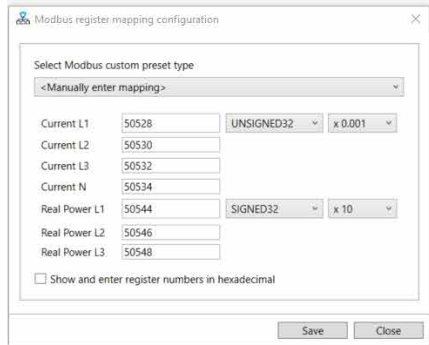 Modbus register mapping configuration
Select Modbus custom preset type
<Manually enter mapping>
Current L1 50528 UNSIGNED32 x 0.001
Current L2 50530
Current L3 50532
Current N 50534
Real Power L1 50544 SIGNED32 x 10
Real Power L2 50546
Real Power L3 50548
Show and enter register numbers in hexadecimal
Save Close